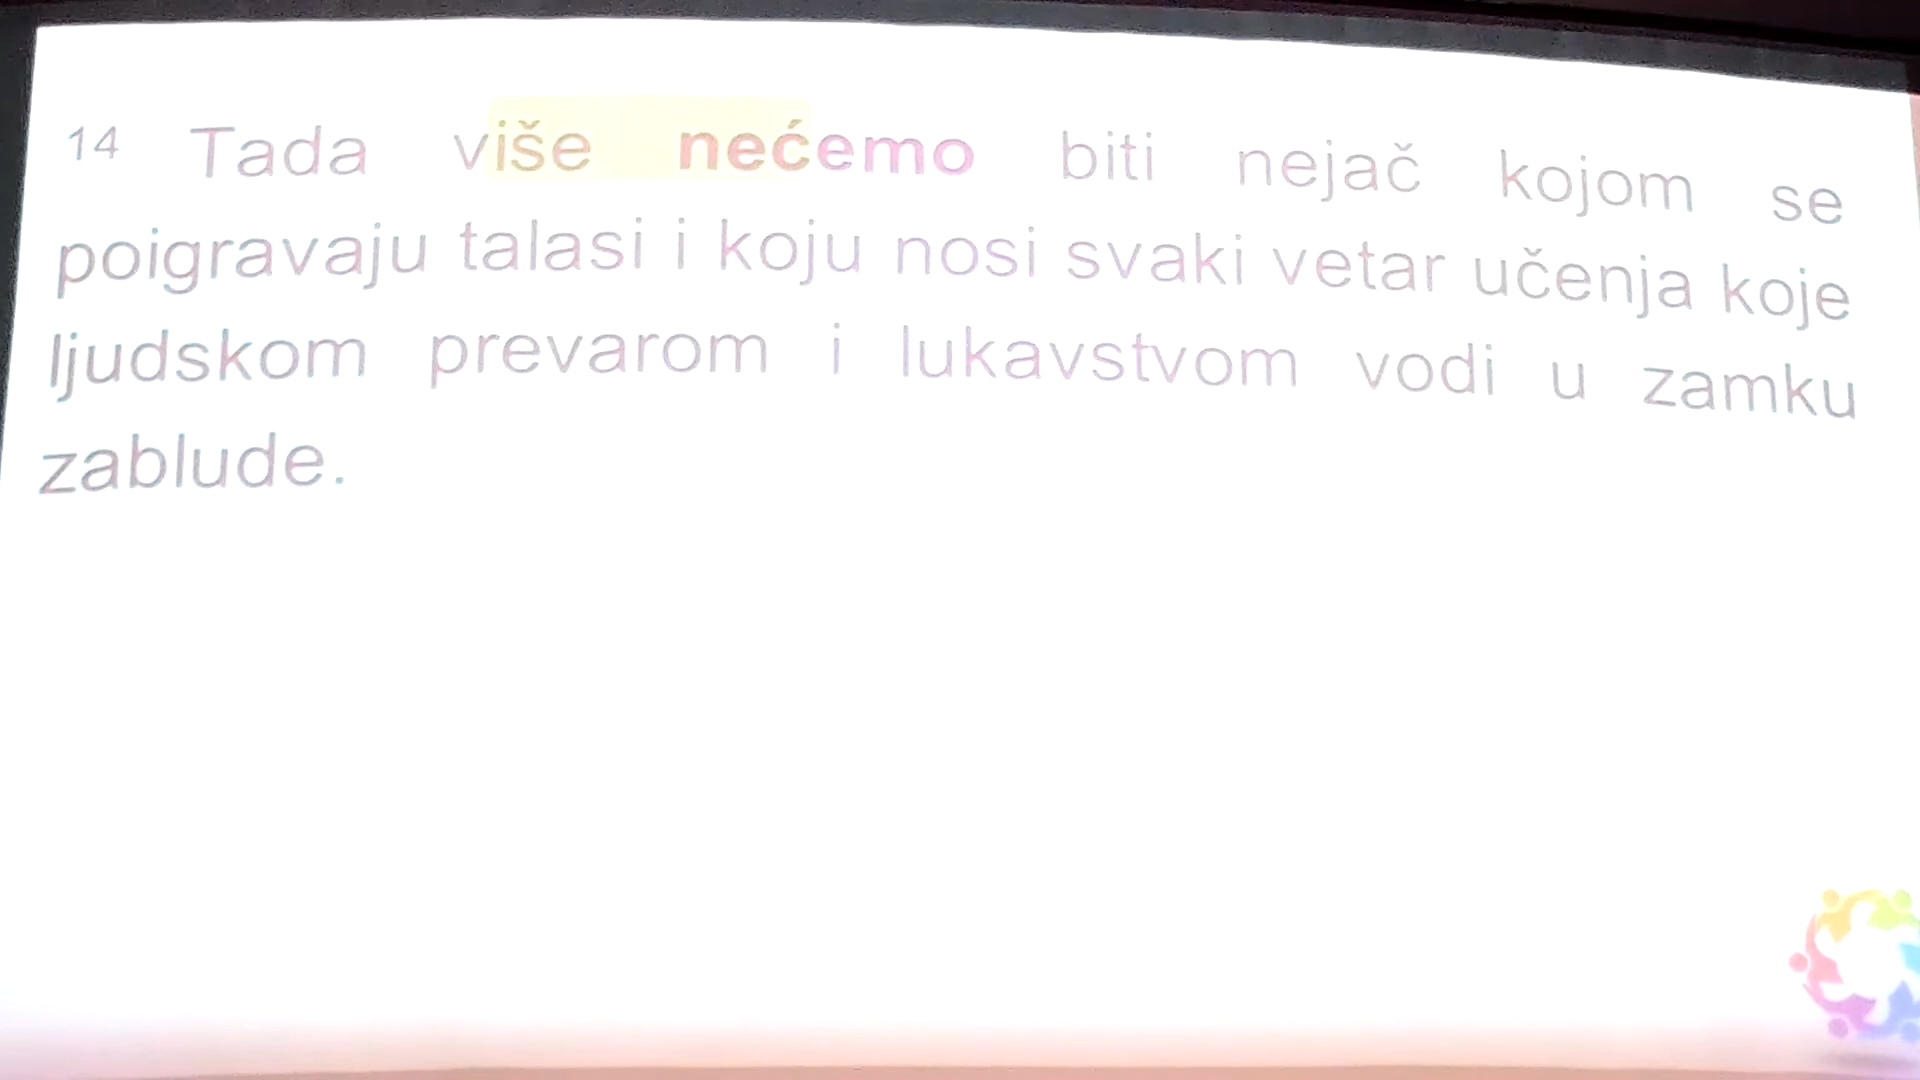 14 Tada više nećemo biti nejač kojom se
poigravaju talasi i koju nosi svaki vetar učenja koje
ljudskom prevarom i lukavstvom vodi u zamku
zablude.